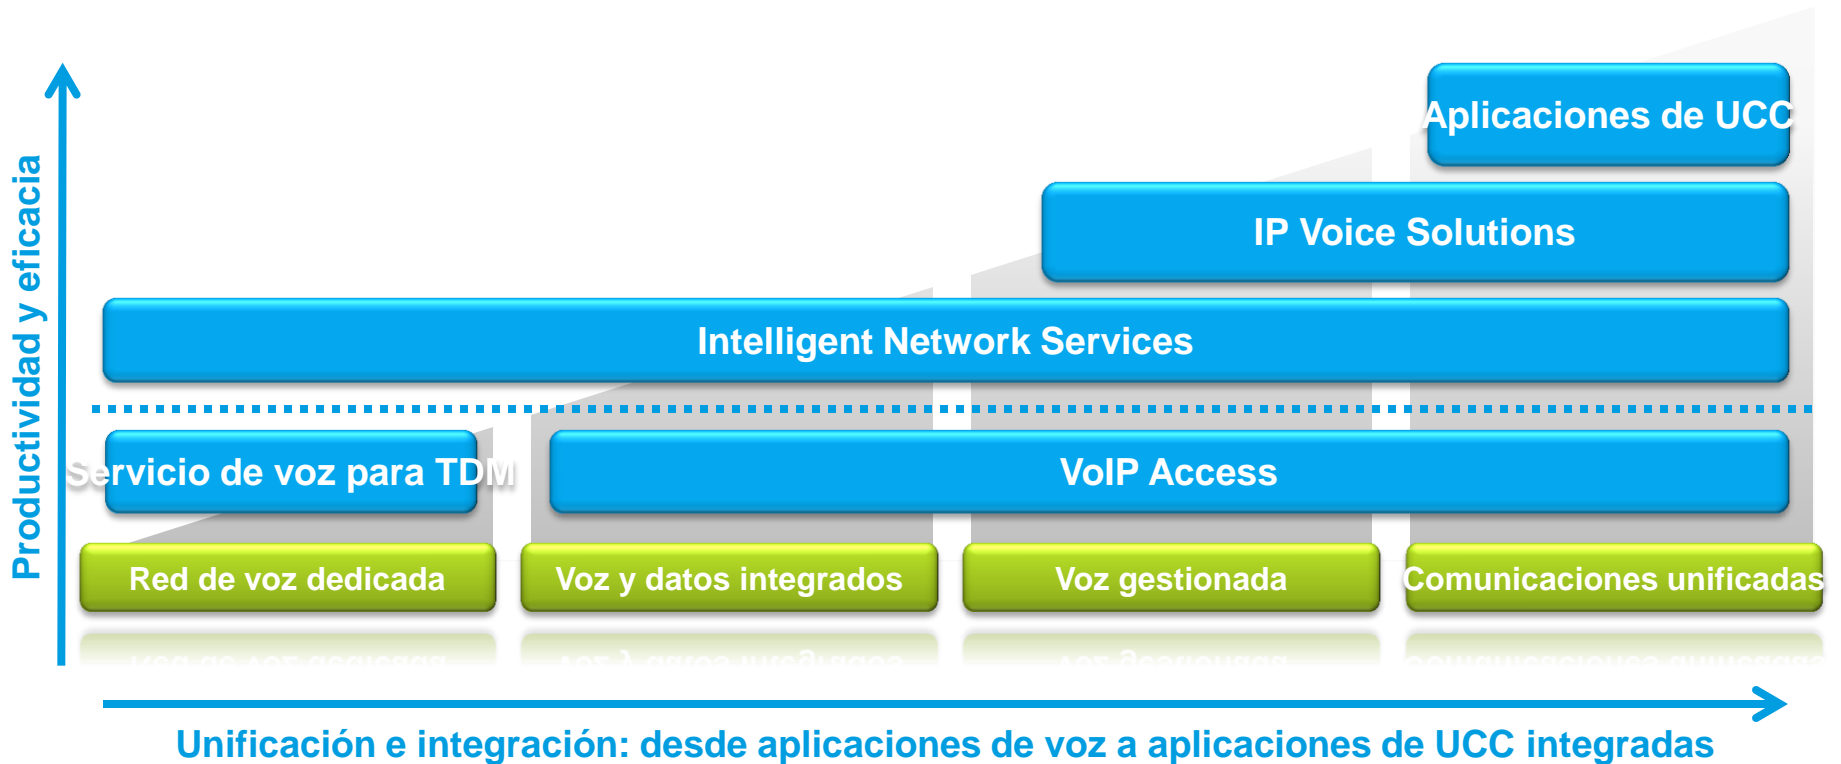 Productividad y eficacia
Aplicaciones de UCC
IP Voice Solutions
Intelligent Network Services
Servicio de voz para TDM
VoIP Access
Red de voz dedicada
Voz y datos integrados
Voz gestionada
Comunicaciones unificadas
Unificación e integración: desde aplicaciones de voz a aplicaciones de UCC integradas